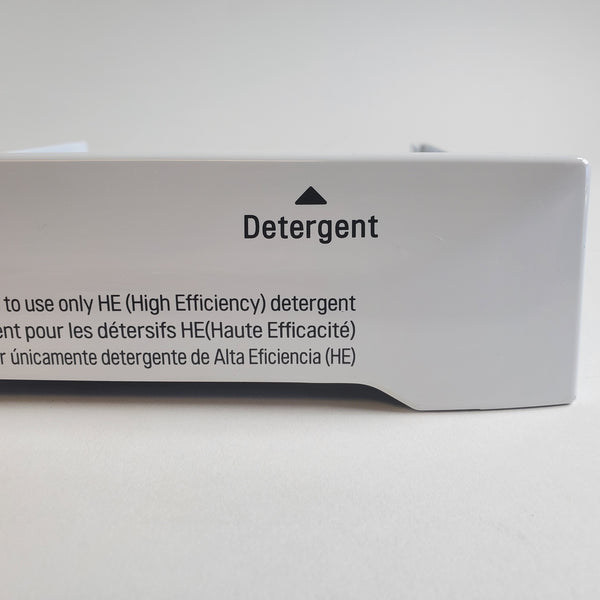 Detergent
to use only HE (High Efficiency) detergent
pour les détersifs HE(Haute Efficacité)
únicamente detergente de Alta Eficiencia (HE)